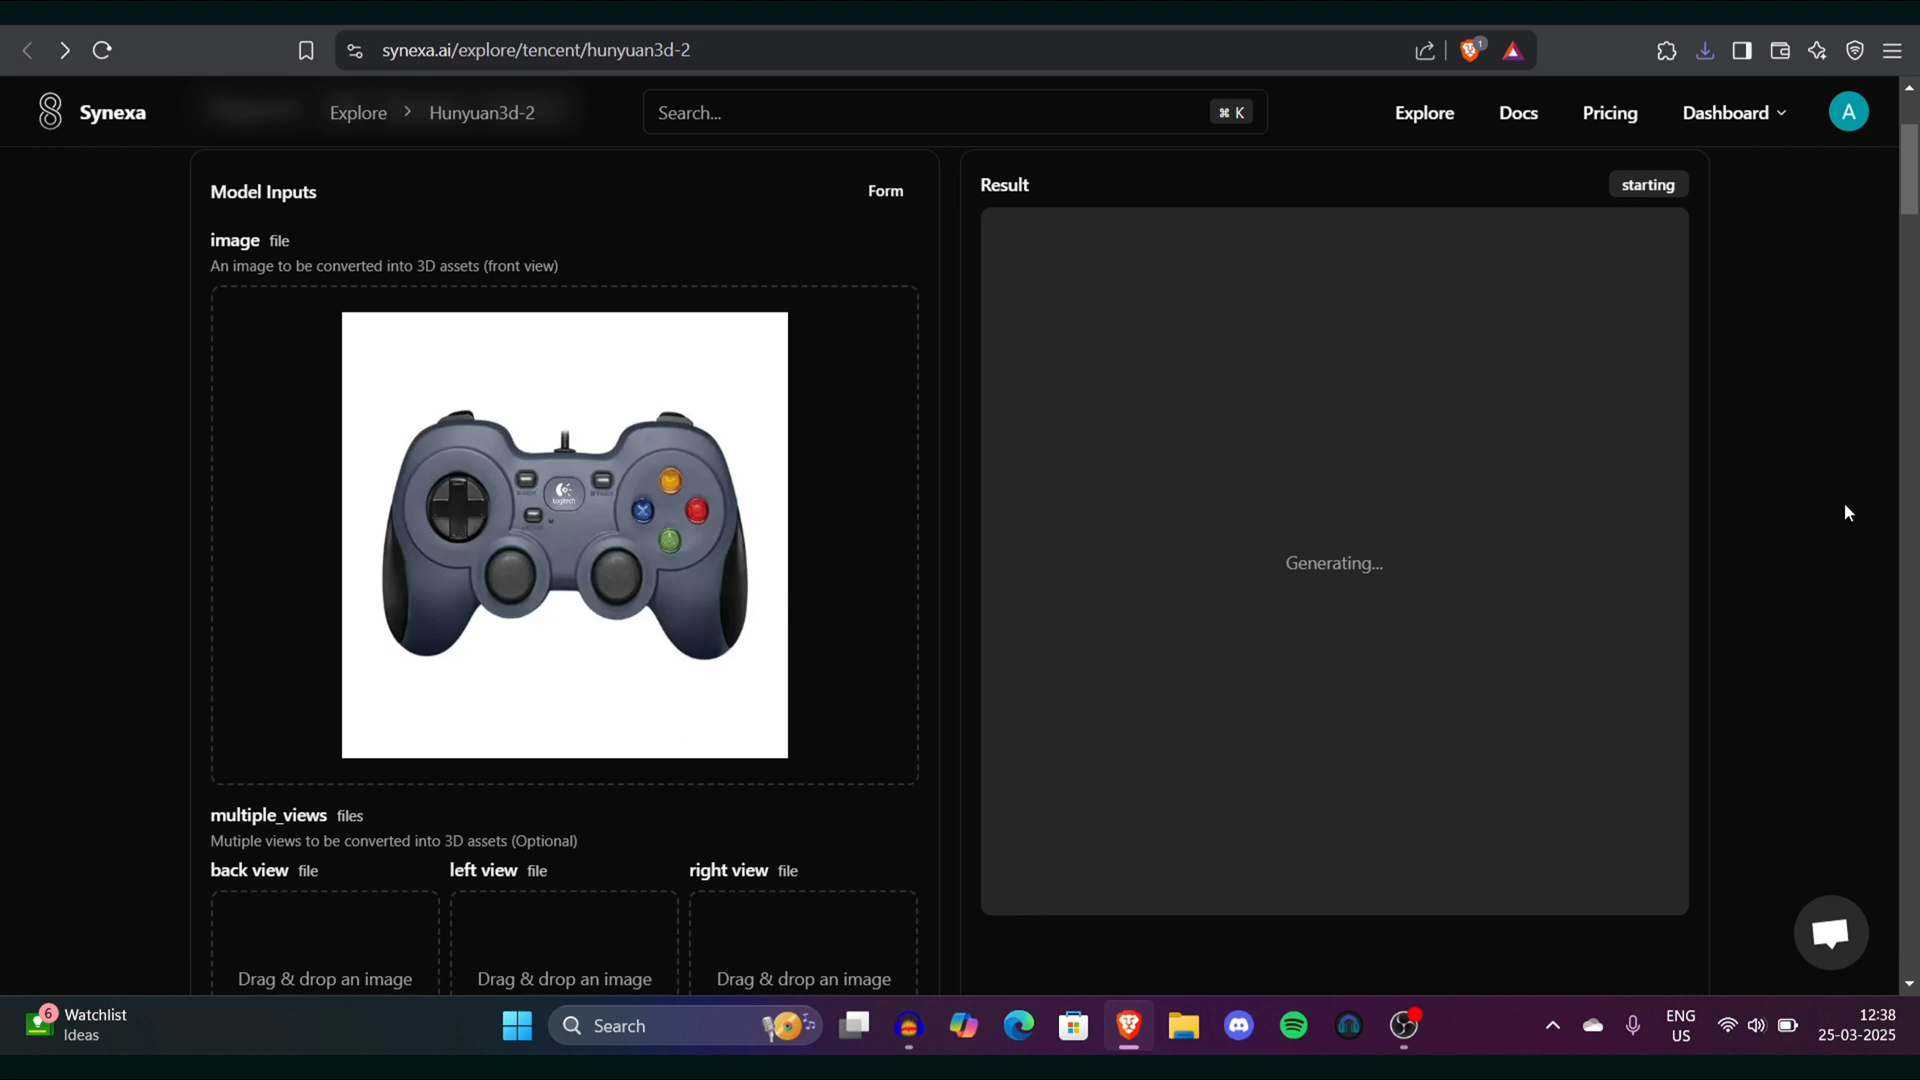 synexa.ai/explore/tencent/hunyuan3d-2
1
Synexa
Explore > Hunyuan3d-2
Search...
⌘ K
Explore
Docs
Pricing
Dashboard
A
Model Inputs
Form
image file
An image to be converted into 3D assets (front view)
BACK
START
Logitech
X
multiple_views files
Mutiple views to be converted into 3D assets (Optional)
back view file
left view file
right view file
Drag & drop an image
Drag & drop an image
Drag & drop an image
Result
starting
Generating...
6
Watchlist
Ideas
Search
ENG
US
12:38
25-03-2025